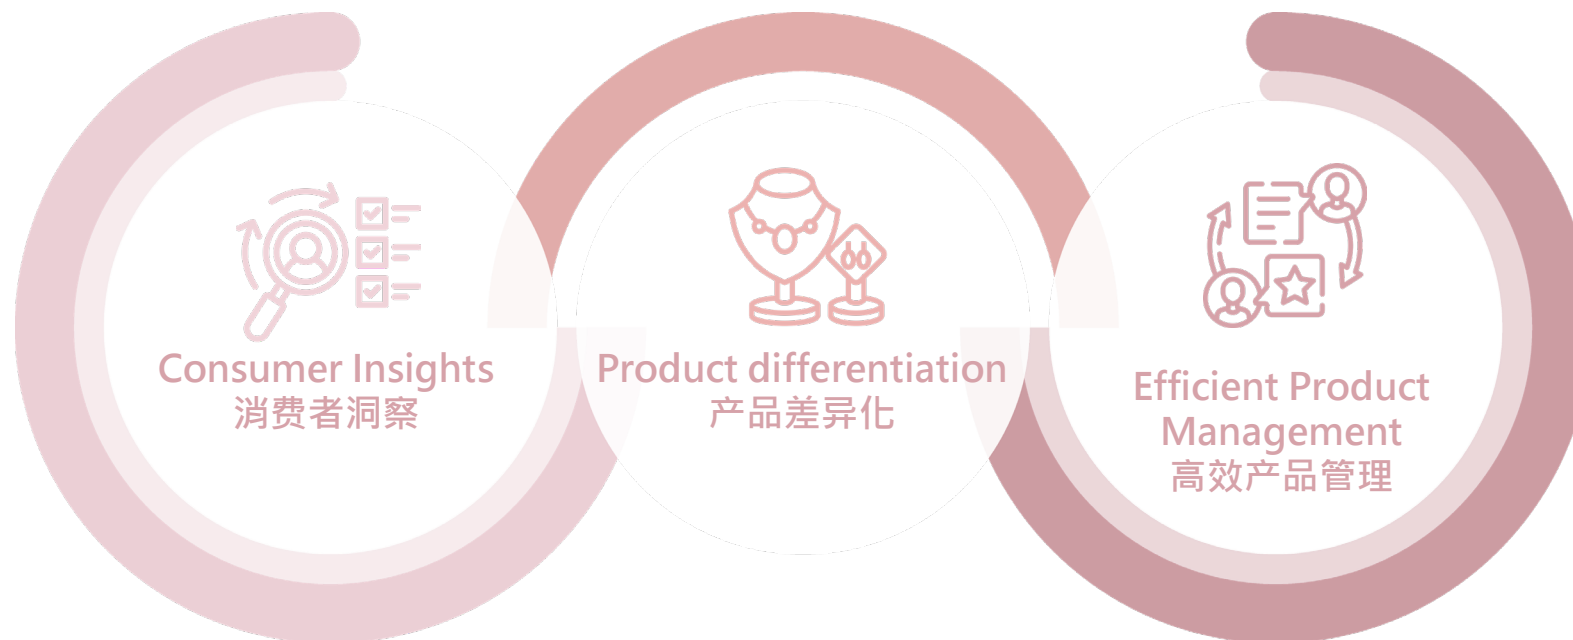 Consumer Insights
消费者洞察
Product differentiation
产品差异化
Efficient Product
Management
高效产品管理